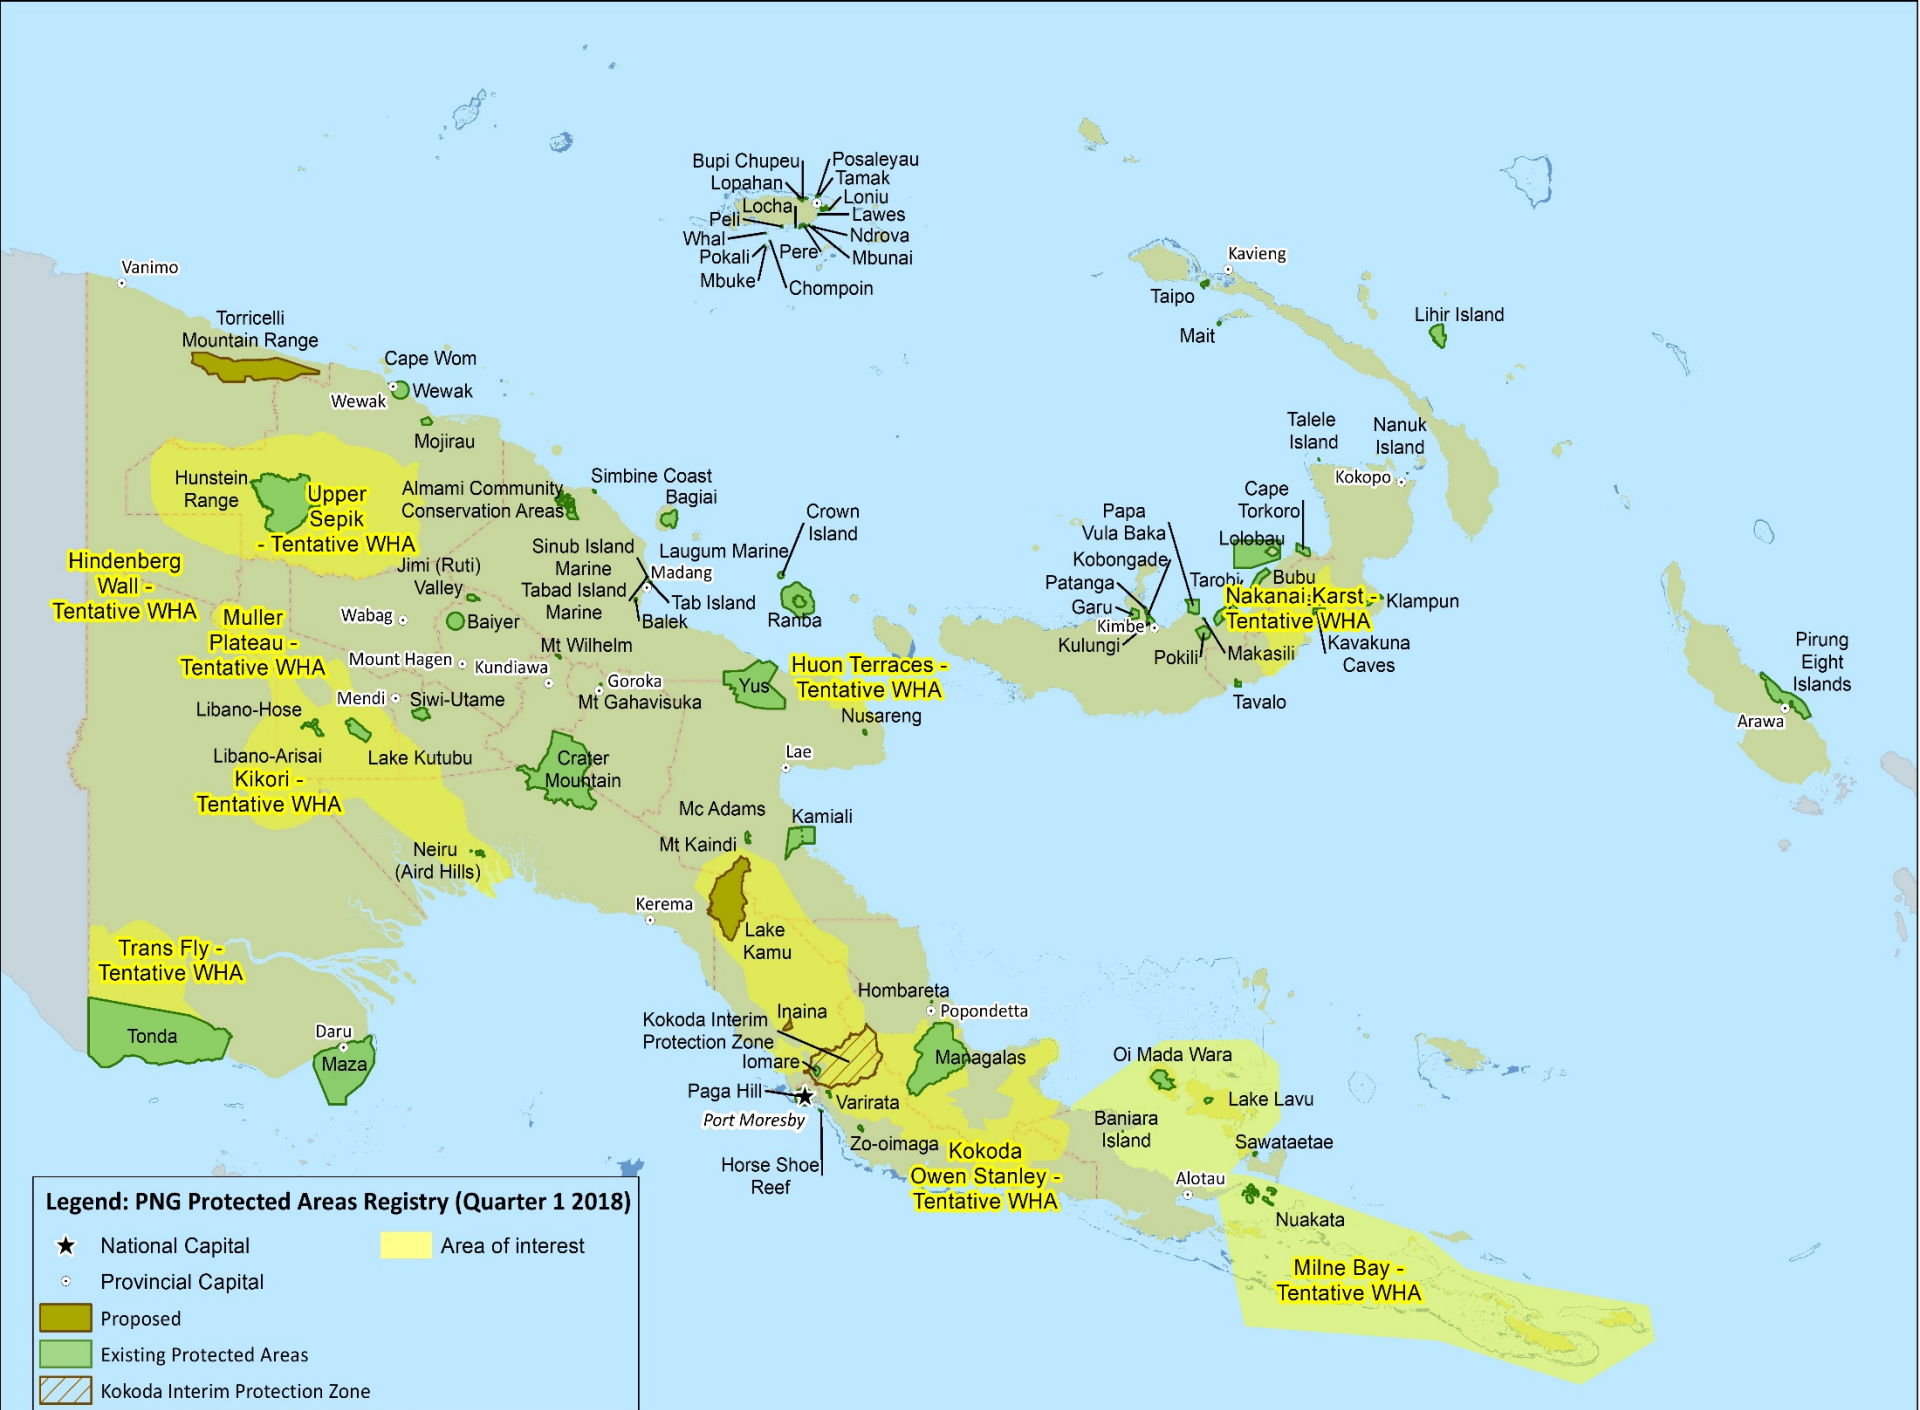 Bupi Chupeu
Posaleyau
Lopahan
Tamak
Loniu
Locha
Lawes
Peli
Ndrova
Whal
Pokali
Pere
Mbunai
Mbuke
Chompoin
Vanimo
Kavieng
Taipo
Mait
Lihir Island
Torricelli
Mountain Range
Cape Wom
Wewak
Wewak
Mojirau
Talele
Island
Nanuk
Island
Kokopo
Hunstein
Range
Upper
Sepik
- Tentative WHA
Almami Community
Conservation Areas
Simbine Coast
Bagiai
Crown
Island
Cape
Torkoro
Papa
Vula Baka
Lolobau
Hindenberg
Wall -
Tentative WHA
Jimi (Ruti)
Valley
Sinub Island
Marine
Laugum Marine
Madang
Tabad Island
Marine
Tab Island
Balek
Ranba
Kobongade
Patanga
Garu
Kimbe
Kulungi
Tarobi
Bubu
Nakanai Karst -
Tentative WHA
Klampun
Pokili
Makasili
Kavakuna
Caves
Tavalo
Pirung
Eight
Islands
Arawa
Muller
Plateau -
Tentative WHA
Wabag
Baiyer
Mt Wilhelm
Mount Hagen
Kundiawa
Goroka
Mt Gahavisuka
Mendi
Siwi-Utame
Yus
Huon Terraces -
Tentative WHA
Nusareng
Libano-Hose
Libano-Arisai
Lake Kutubu
Kikori -
Tentative WHA
Crater
Mountain
Lae
Mc Adams
Kamiali
Mt Kaindi
Neiru
(Aird Hills)
Kerema
Lake
Kamu
Trans Fly -
Tentative WHA
Tonda
Daru
Maza
Hombareta
Popondetta
Inaina
Kokoda Interim
Protection Zone
Iomare
Managalas
Paga Hill
Varirata
Port Moresby
Zo-oimaga
Horse Shoe
Reef
Kokoda
Owen Stanley -
Tentative WHA
Oi Mada Wara
Lake Lavu
Baniara
Island
Sawataetae
Alotau
Nuakata
Milne Bay -
Tentative WHA
Legend: PNG Protected Areas Registry (Quarter 1 2018)
National Capital
Area of interest
Provincial Capital
Proposed
Existing Protected Areas
Kokoda Interim Protection Zone